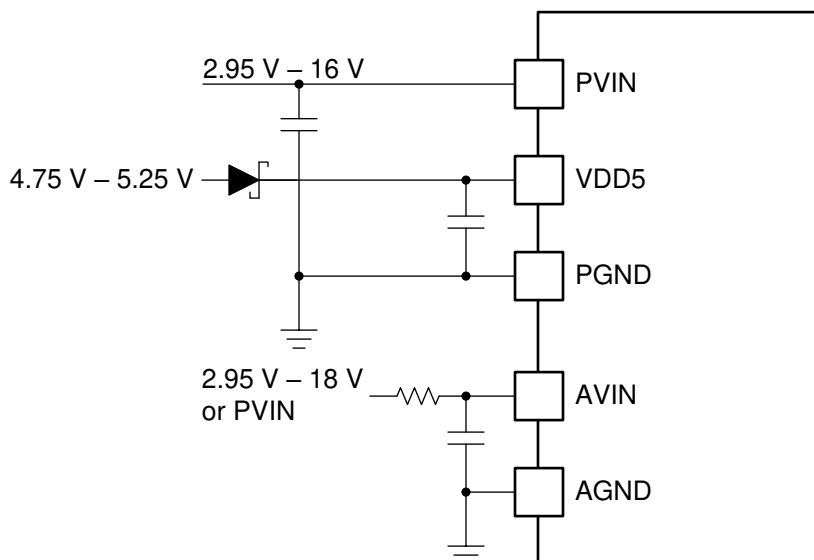 2.95 V – 16 V
PVIN
4.75 V – 5.25 V
VDD5
PGND
2.95 V – 18 V
or PVIN
AVIN
AGND